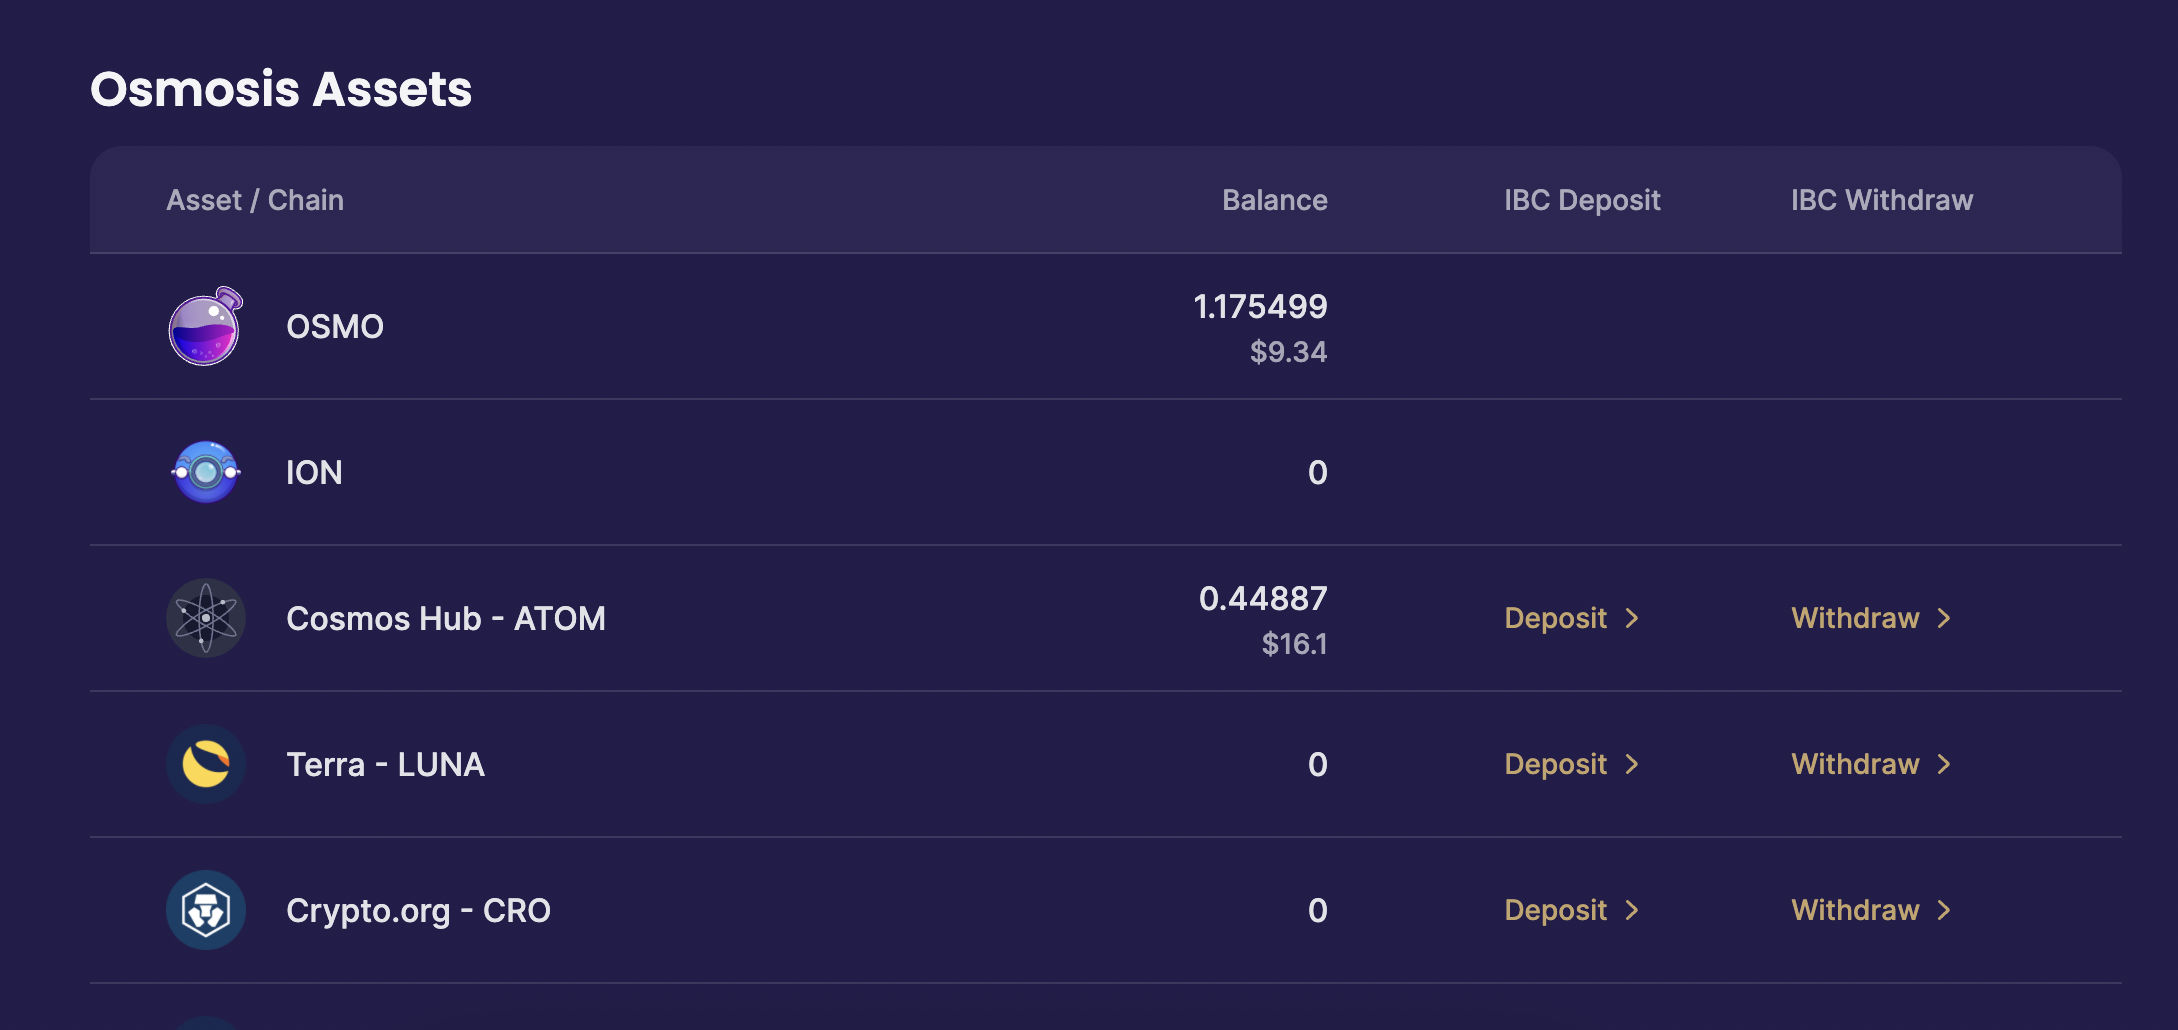 Osmosis Assets
Asset / Chain Balance IBC Deposit IBC Withdraw
OSMO 1.175499
$9.34
ION 0
Cosmos Hub - ATOM 0.44887 Deposit Withdraw
$16.1
Terra - LUNA 0 Deposit Withdraw
Crypto.org - CRO 0 Deposit Withdraw